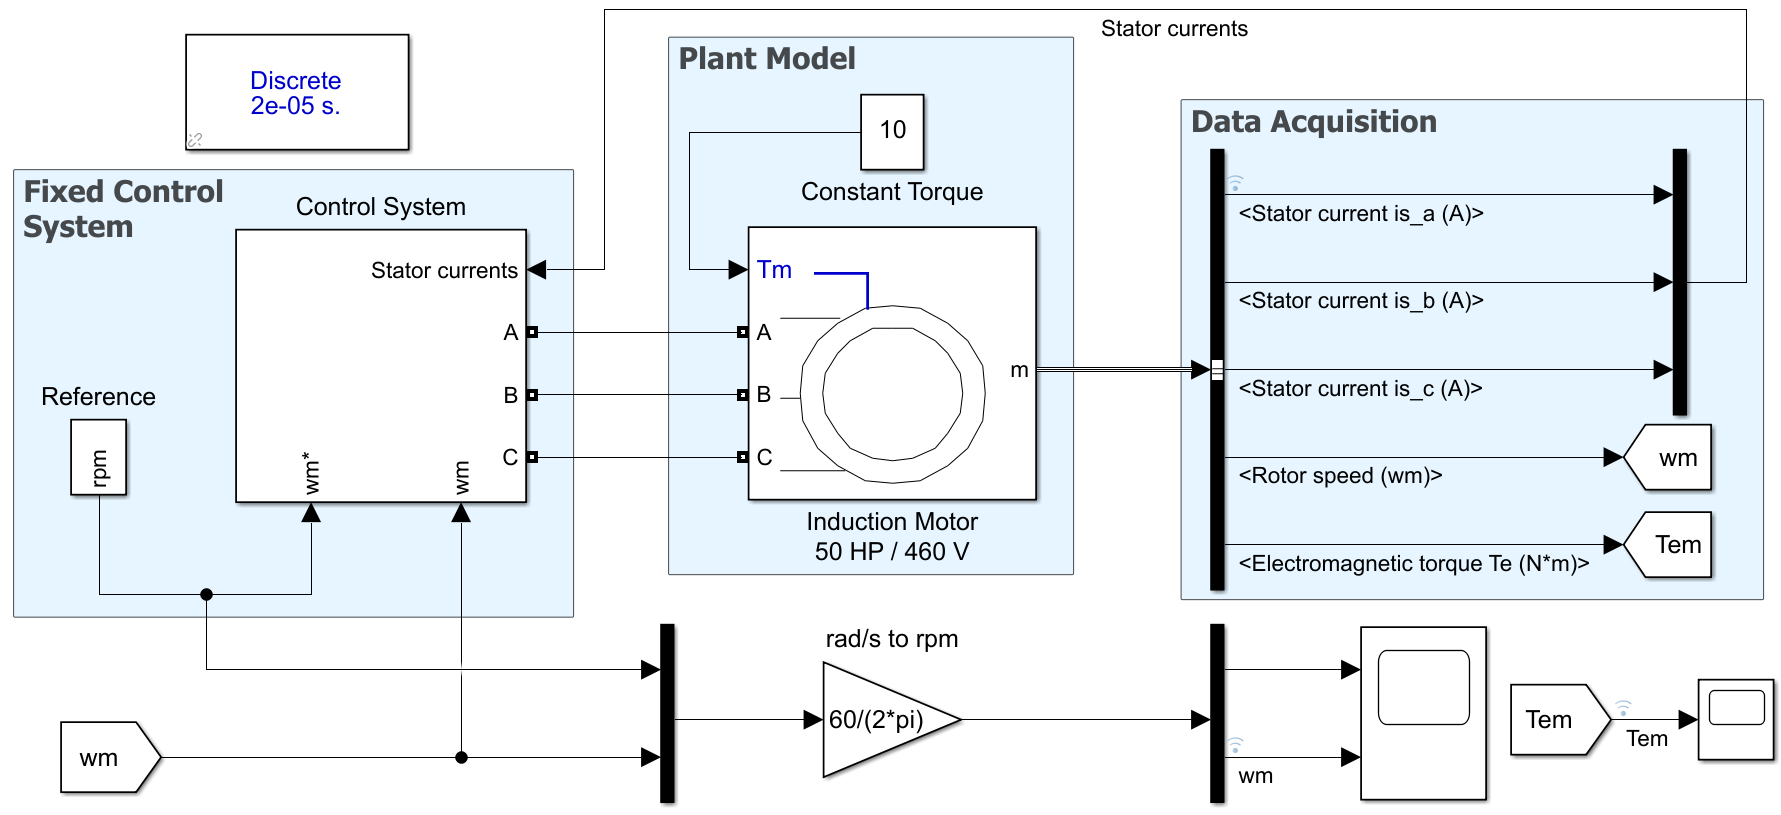 Stator currents
Discrete
2e-05 s.
Plant Model
10
Constant Torque
Data Acquisition
Fixed Control
System
Control System
Stator currents
A
B
C
wm*
wm
Reference
rpm
Tm
A
B
C
m
Induction Motor
50 HP / 460 V
<Stator current is_a (A)>
<Stator current is_b (A)>
<Stator current is_c (A)>
<Rotor speed (wm)>
<Electromagnetic torque Te (N*m)>
wm
Tem
wm
rad/s to rpm
60/(2*pi)
wm
Tem
Tem